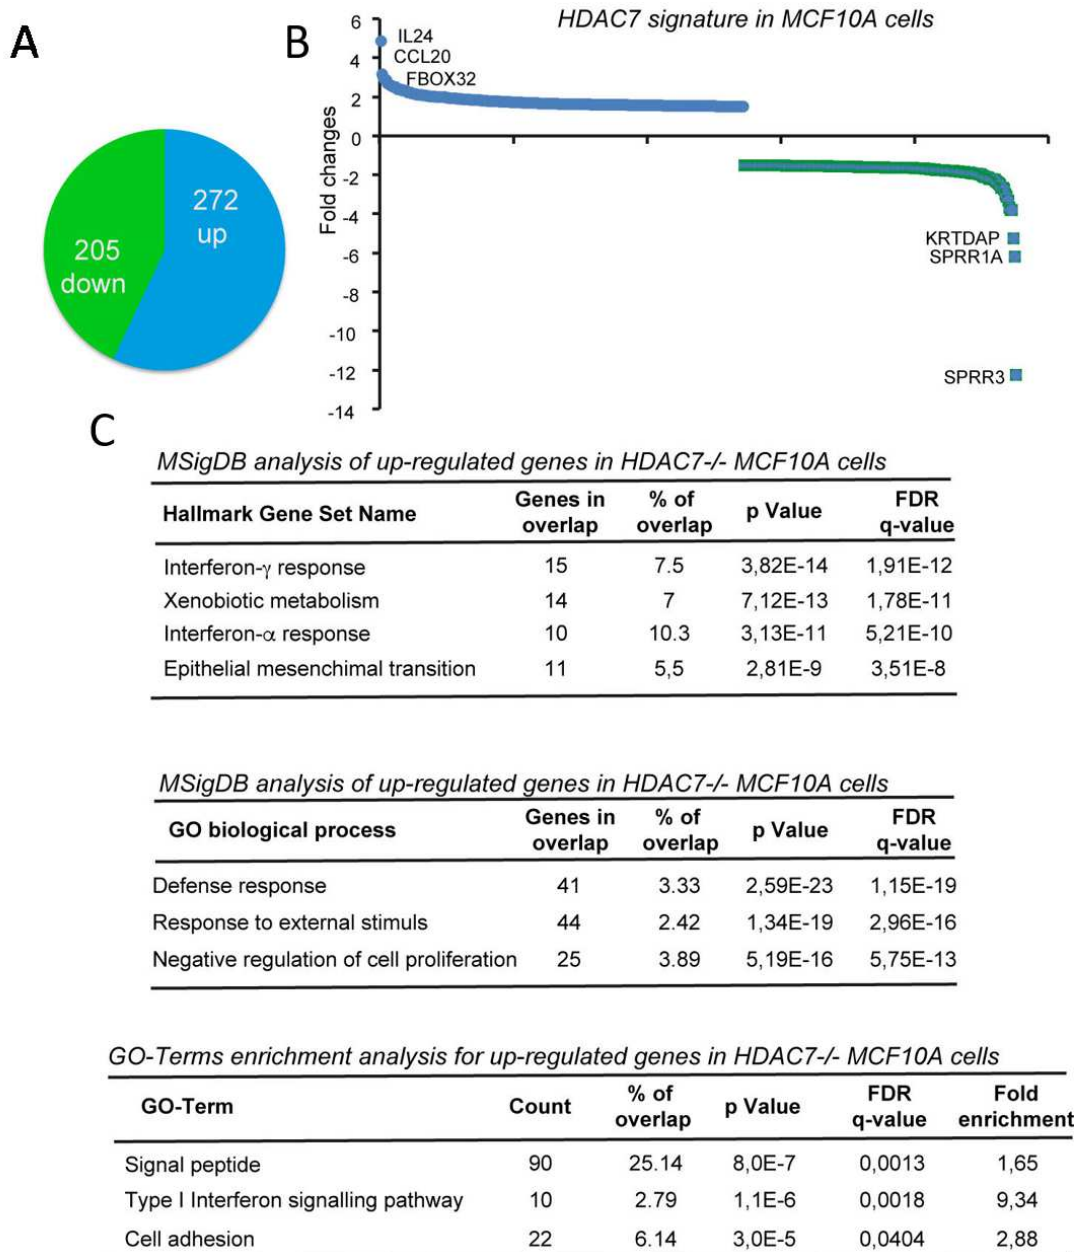 A
272
up
205
down
B
HDAC7 signature in MCF10A cells
Fold changes
6
4
2
0
-2
-4
-6
-8
-10
-12
-14
IL24
CCL20
FBOX32
KRTDAP
SPRR1A
SPRR3
C
MSigDB analysis of up-regulated genes in HDAC7-/- MCF10A cells
Hallmark Gene Set Name Genes in overlap % of overlap p Value FDR q-value
Interferon-γ response 15 7.5 3,82E-14 1,91E-12
Xenobiotic metabolism 14 7 7,12E-13 1,78E-11
Interferon-α response 10 10.3 3,13E-11 5,21E-10
Epithelial mesenchimal transition 11 5,5 2,81E-9 3,51E-8
MSigDB analysis of up-regulated genes in HDAC7-/- MCF10A cells
GO biological process Genes in overlap % of overlap p Value FDR q-value
Defense response 41 3.33 2,59E-23 1,15E-19
Response to external stimuls 44 2.42 1,34E-19 2,96E-16
Negative regulation of cell proliferation 25 3.89 5,19E-16 5,75E-13
GO-Terms enrichment analysis for up-regulated genes in HDAC7-/- MCF10A cells
GO-Term Count % of overlap p Value FDR q-value Fold enrichment
Signal peptide 90 25.14 8,0E-7 0,0013 1,65
Type I Interferon signalling pathway 10 2.79 1,1E-6 0,0018 9,34
Cell adhesion 22 6.14 3,0E-5 0,0404 2,88